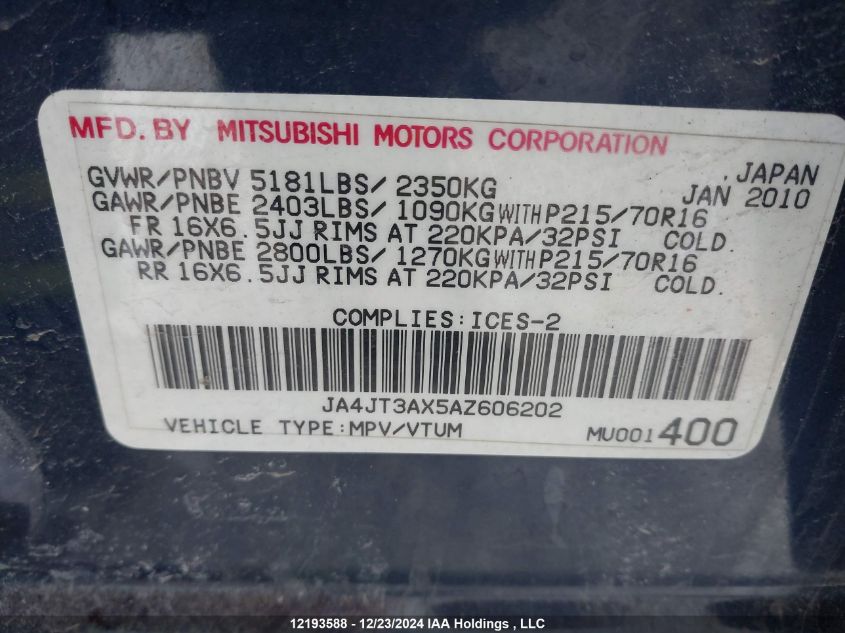 MFD. BY MITSUBISHI MOTORS CORPORATION
GVWR/PNBV 5181LBS/ 2350KG , JAPAN
GAWR/PNBE 2403LBS/ 1090KG WITH P215/70R16 JAN 2010
FR 16X6.5JJ RIMS AT 220KPA/32PSI COLD.
GAWR/PNBE 2800LBS/ 1270KG WITH P215/70R16
RR 16X6.5JJ RIMS AT 220KPA/32PSI COLD.
COMPLIES:ICES-2
JA4JT3AX5AZ606202
VEHICLE TYPE:MPV/VTUM MU001400
12193588 - 12/23/2024 IAA Holdings , LLC